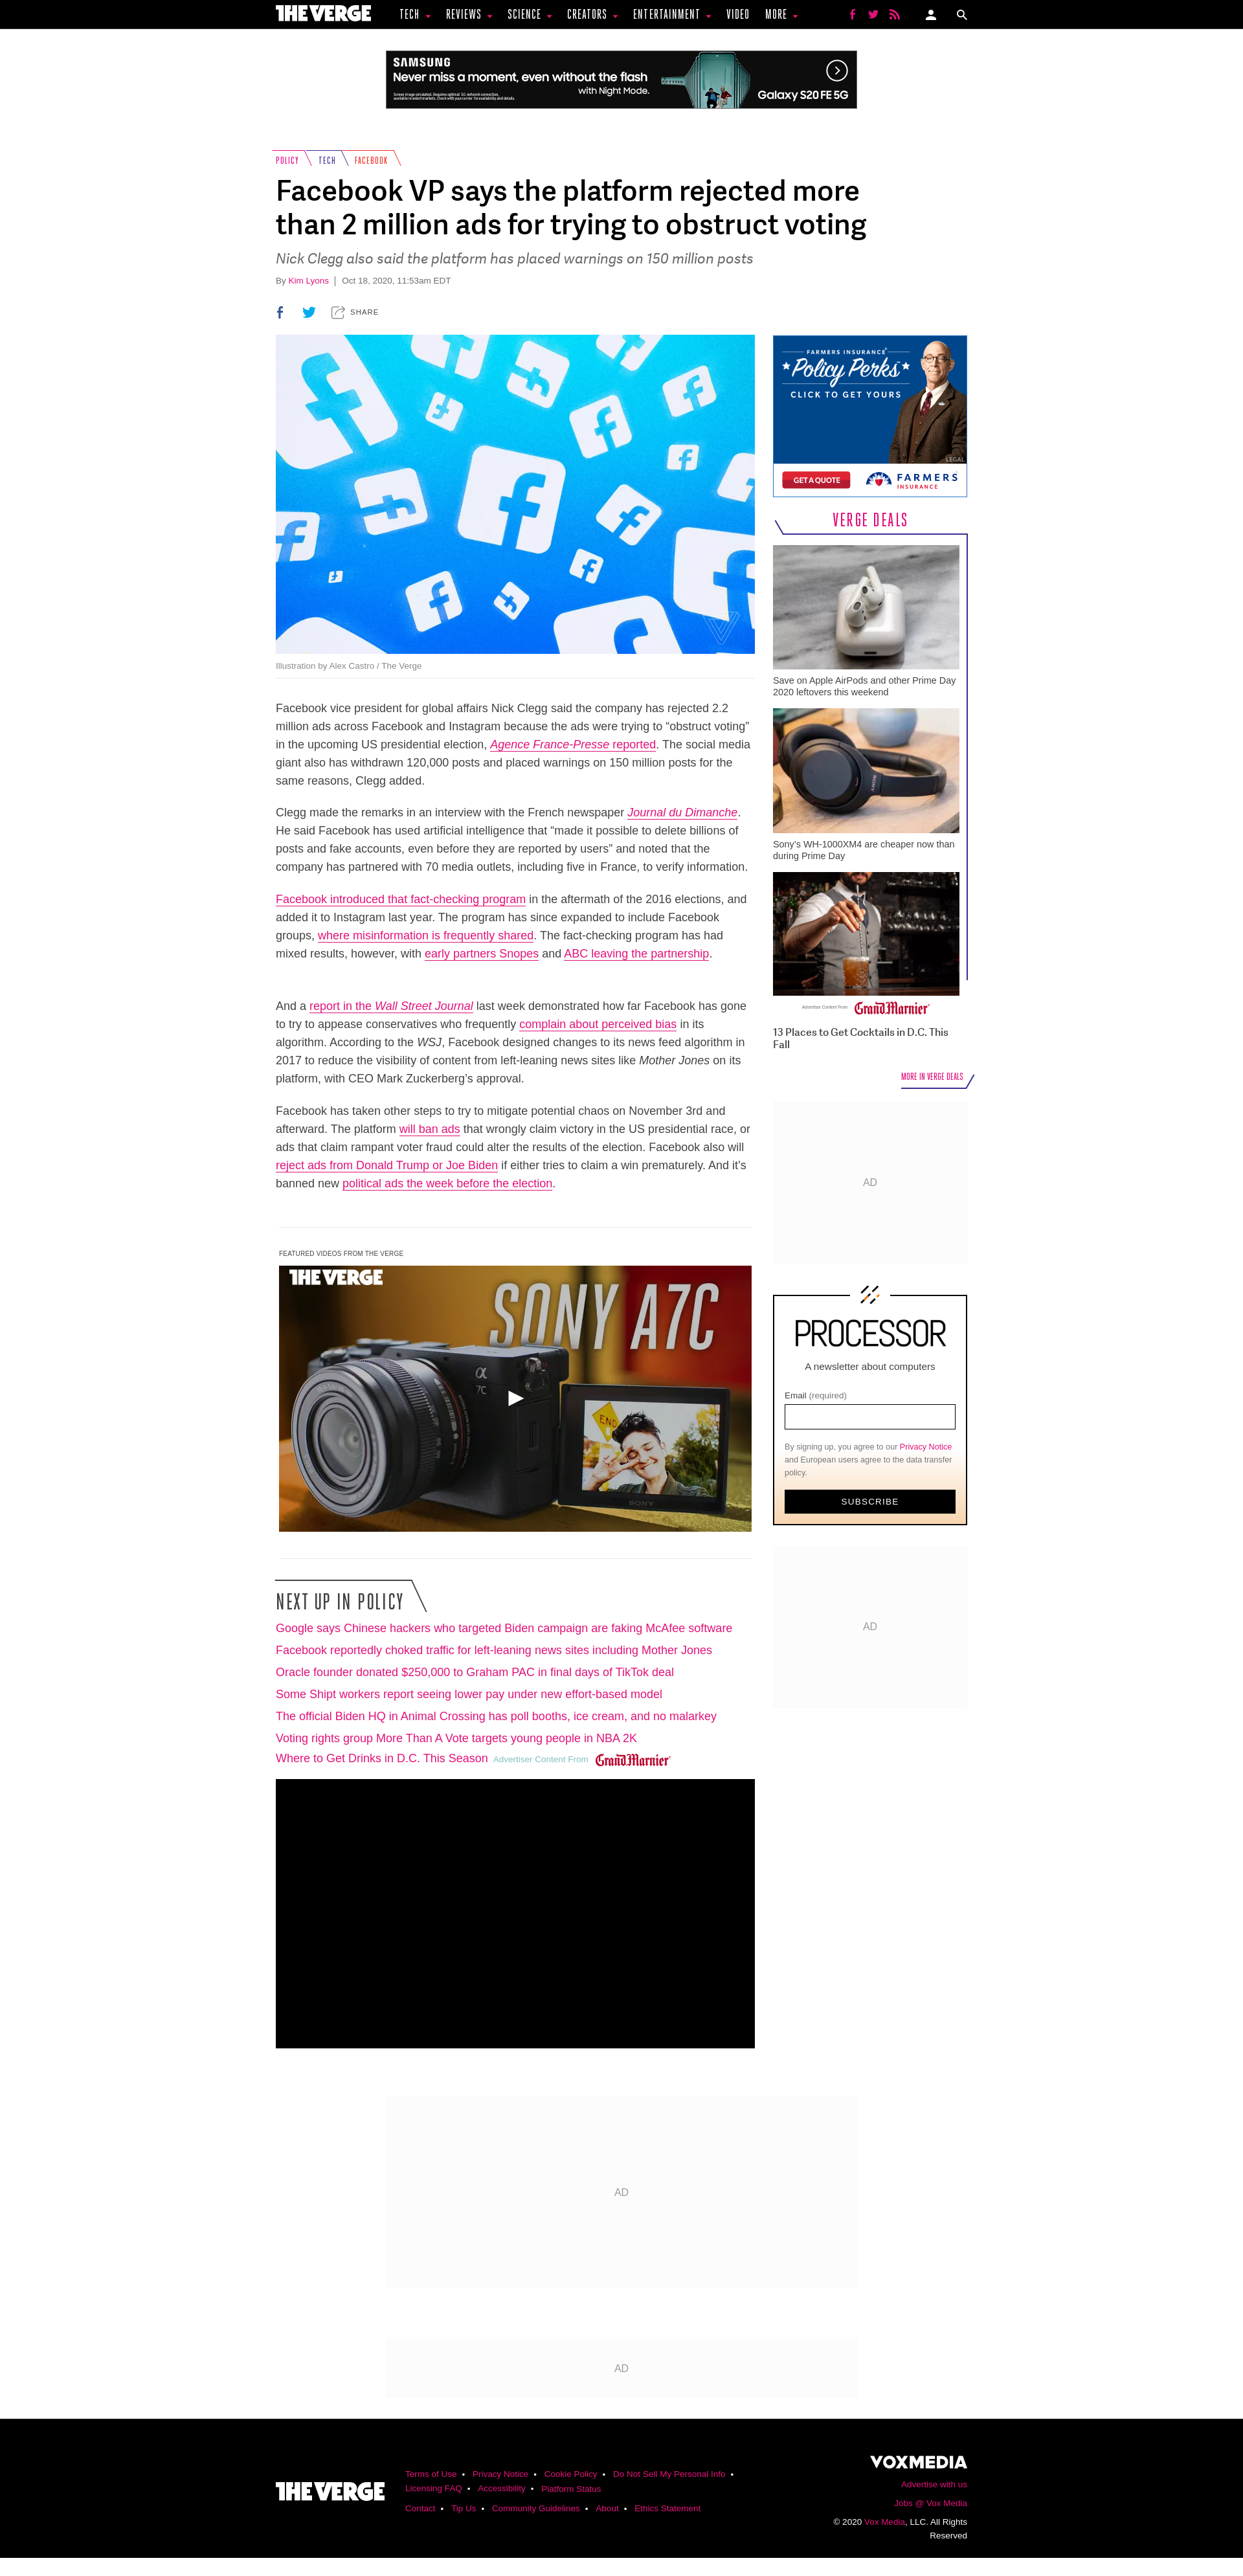 THE VERGE
TECH
REVIEWS
SCIENCE
CREATORS
ENTERTAINMENT
VIDEO
MORE
SAMSUNG
Never miss a moment, even without the flash
with Night Mode.
Galaxy S20 FE 5G
POLICY
TECH
FACEBOOK
Facebook VP says the platform rejected more
than 2 million ads for trying to obstruct voting
Nick Clegg also said the platform has placed warnings on 150 million posts
By Kim Lyons | Oct 18, 2020, 11:53am EDT
SHARE
Illustration by Alex Castro / The Verge
Facebook vice president for global affairs Nick Clegg said the company has rejected 2.2
million ads across Facebook and Instagram because the ads were trying to “obstruct voting”
in the upcoming US presidential election, Agence France-Presse reported. The social media
giant also has withdrawn 120,000 posts and placed warnings on 150 million posts for the
same reasons, Clegg added.
Clegg made the remarks in an interview with the French newspaper Journal du Dimanche.
He said Facebook has used artificial intelligence that “made it possible to delete billions of
posts and fake accounts, even before they are reported by users” and noted that the
company has partnered with 70 media outlets, including five in France, to verify information.
Facebook introduced that fact-checking program in the aftermath of the 2016 elections, and
added it to Instagram last year. The program has since expanded to include Facebook
groups, where misinformation is frequently shared. The fact-checking program has had
mixed results, however, with early partners Snopes and ABC leaving the partnership.
And a report in the Wall Street Journal last week demonstrated how far Facebook has gone
to try to appease conservatives who frequently complain about perceived bias in its
algorithm. According to the WSJ, Facebook designed changes to its news feed algorithm in
2017 to reduce the visibility of content from left-leaning news sites like Mother Jones on its
platform, with CEO Mark Zuckerberg’s approval.
Facebook has taken other steps to try to mitigate potential chaos on November 3rd and
afterward. The platform will ban ads that wrongly claim victory in the US presidential race, or
ads that claim rampant voter fraud could alter the results of the election. Facebook also will
reject ads from Donald Trump or Joe Biden if either tries to claim a win prematurely. And it’s
banned new political ads the week before the election.
FEATURED VIDEOS FROM THE VERGE
THE VERGE
SONY A7C
α
7C
END
SONY
NEXT UP IN POLICY
Google says Chinese hackers who targeted Biden campaign are faking McAfee software
Facebook reportedly choked traffic for left-leaning news sites including Mother Jones
Oracle founder donated $250,000 to Graham PAC in final days of TikTok deal
Some Shipt workers report seeing lower pay under new effort-based model
The official Biden HQ in Animal Crossing has poll booths, ice cream, and no malarkey
Voting rights group More Than A Vote targets young people in NBA 2K
Where to Get Drinks in D.C. This Season Advertiser Content From Grand Marnier
FARMERS INSURANCE
Policy Perks
CLICK TO GET YOURS
LEGAL
GET A QUOTE
FARMERS
INSURANCE
VERGE DEALS
Save on Apple AirPods and other Prime Day
2020 leftovers this weekend
SONY
Sony’s WH-1000XM4 are cheaper now than
during Prime Day
Advertiser Content From Grand Marnier
13 Places to Get Cocktails in D.C. This
Fall
MORE IN VERGE DEALS
AD
PROCESSOR
A newsletter about computers
Email (required)
By signing up, you agree to our Privacy Notice
and European users agree to the data transfer
policy.
SUBSCRIBE
AD
AD
AD
THE VERGE
Terms of Use • Privacy Notice • Cookie Policy • Do Not Sell My Personal Info •
Licensing FAQ • Accessibility • Platform Status
Contact • Tip Us • Community Guidelines • About • Ethics Statement
VOXMEDIA
Advertise with us
Jobs @ Vox Media
© 2020 Vox Media, LLC. All Rights
Reserved